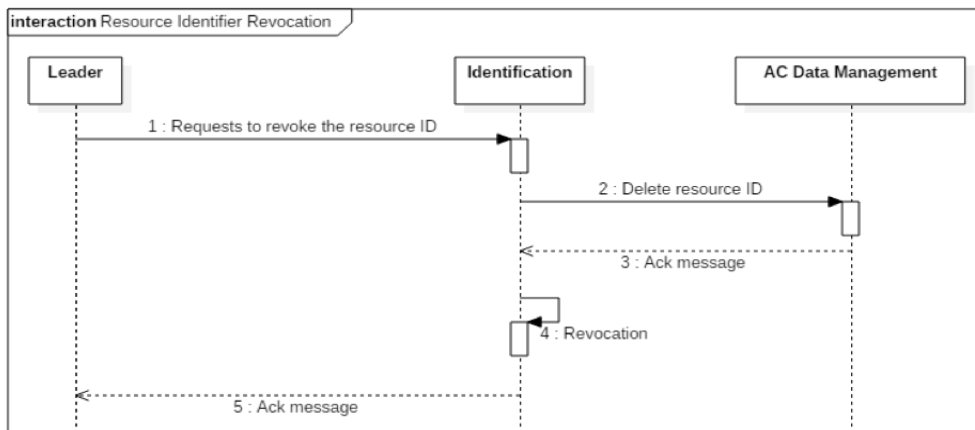 interaction Resource Identifier Revocation
Leader
Identification
AC Data Management
1 : Requests to revoke the resource ID
2 : Delete resource ID
3 : Ack message
4 : Revocation
5 : Ack message